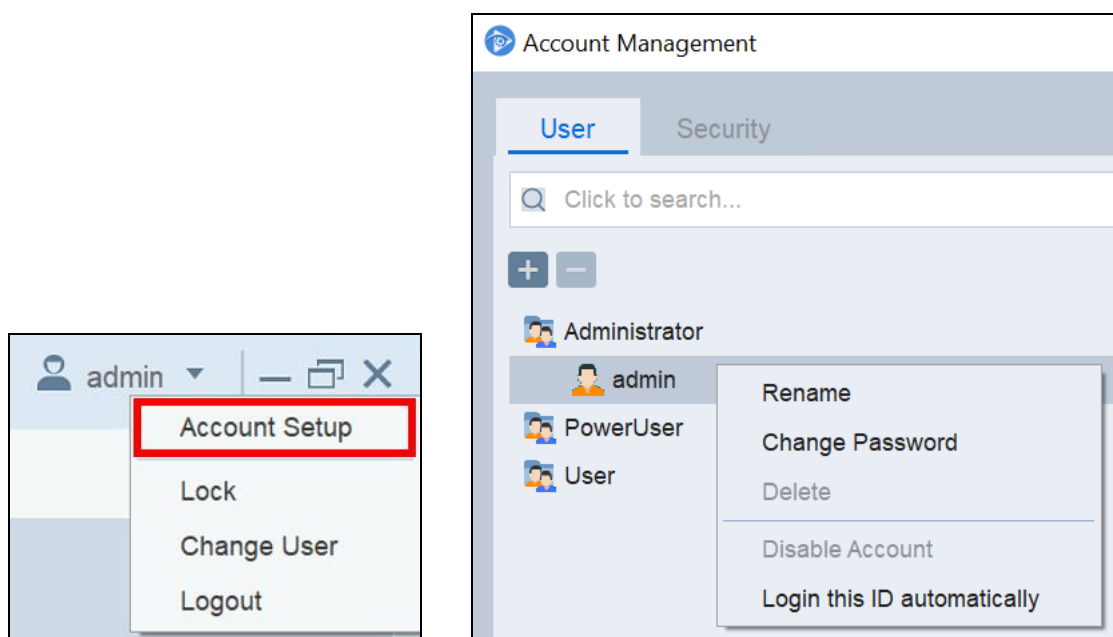 admin
Account Setup
Lock
Change User
Logout
Account Management
User
Security
Click to search...
Administrator
admin
PowerUser
User
Rename
Change Password
Delete
Disable Account
Login this ID automatically